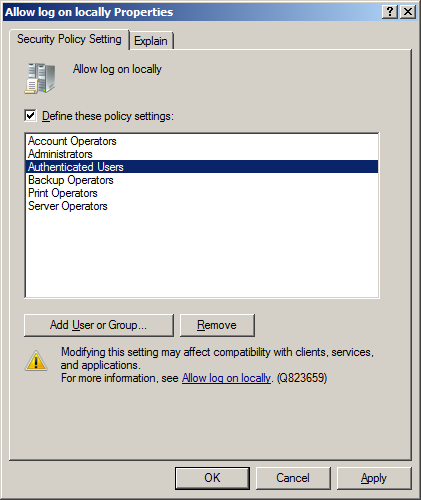 Allow log on locally Properties
Security Policy Setting
Explain
Allow log on locally
Define these policy settings:
Account Operators
Administrators
Authenticated Users
Backup Operators
Print Operators
Server Operators
Add User or Group...
Remove
Modifying this setting may affect compatibility with clients, services,
and applications.
For more information, see Allow log on locally. (Q823659)
OK
Cancel
Apply